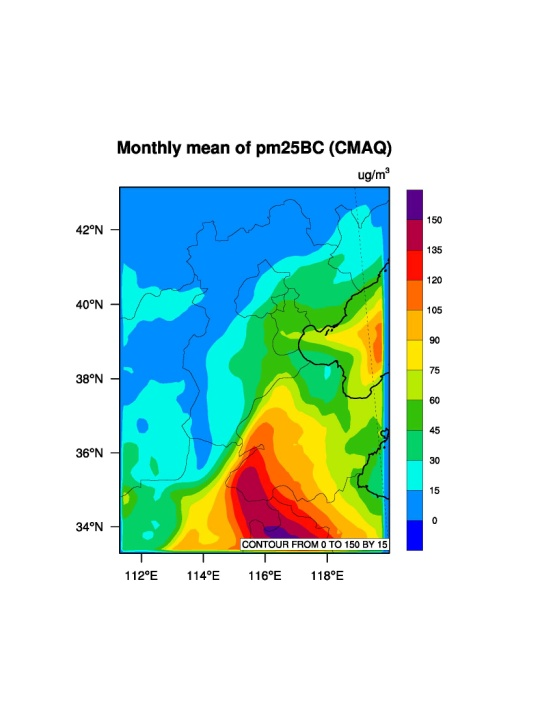 Monthly mean of pm25BC (CMAQ)
ug/m³
42°N
40°N
38°N
36°N
34°N
112°E 114°E 116°E 118°E
CONTOUR FROM 0 TO 150 BY 15
150
135
120
105
90
75
60
45
30
15
0